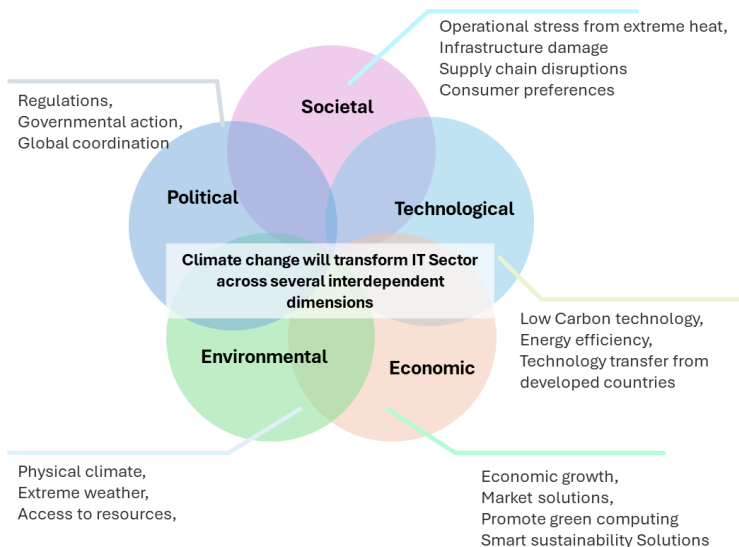 Operational stress from extreme heat,
Infrastructure damage
Supply chain disruptions
Consumer preferences
Societal
Regulations,
Governmental action,
Global coordination
Political
Technological
Climate change will transform IT Sector
across several interdependent
dimensions
Low Carbon technology,
Energy efficiency,
Technology transfer from
developed countries
Environmental
Economic
Physical climate,
Extreme weather,
Access to resources,
Economic growth,
Market solutions,
Promote green computing
Smart sustainability Solutions